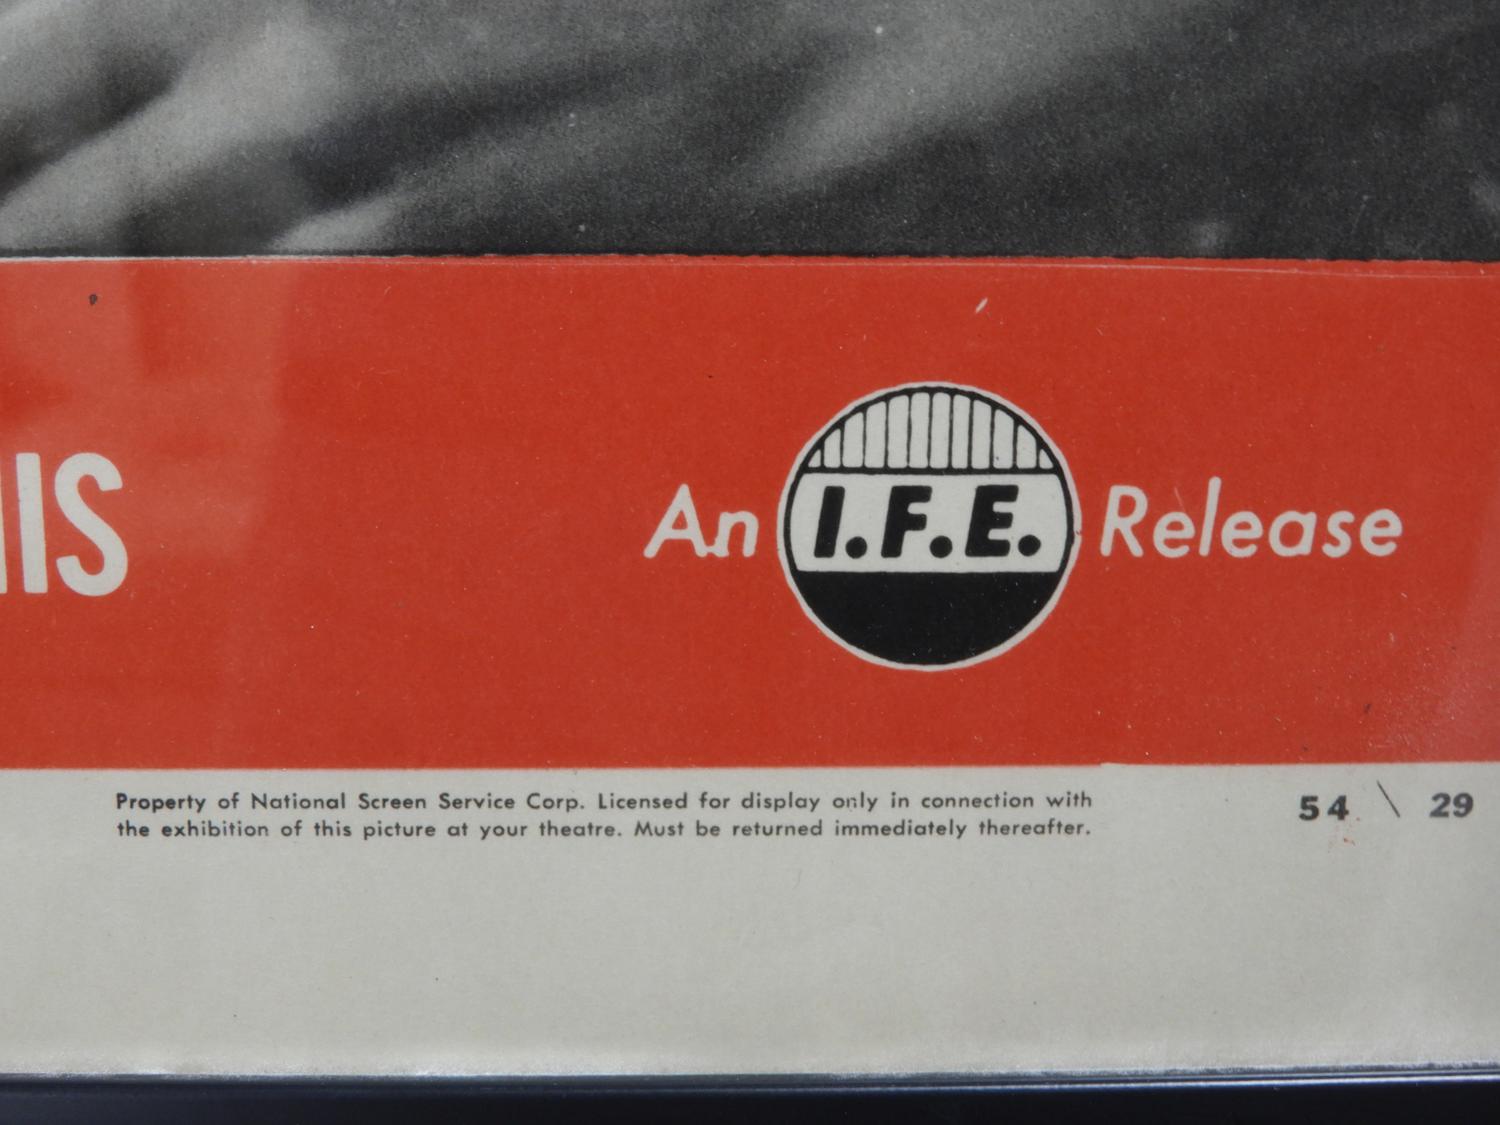 An I.F.E. Release
Property of National Screen Service Corp. Licensed for display only in connection with
the exhibition of this picture at your theatre. Must be returned immediately thereafter.
54 \ 29